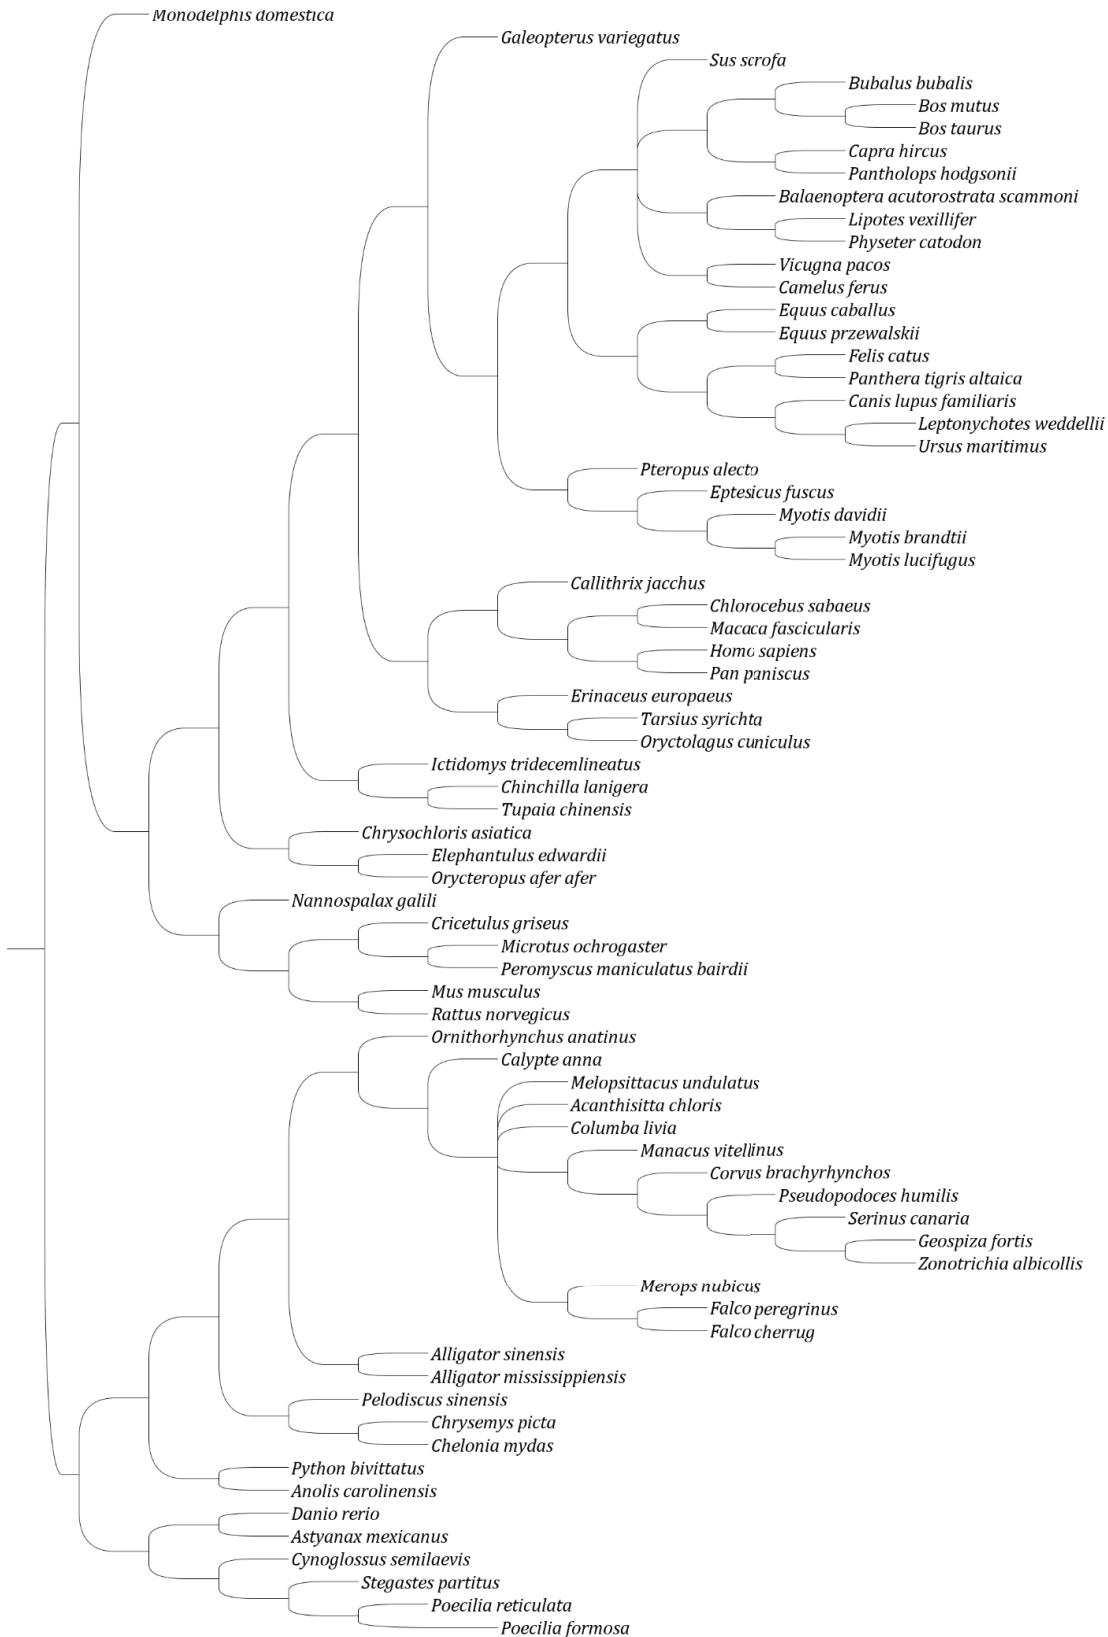 Monodelphis domestica
Galeopterus variegatus
Sus scrofa
Bubalus bubalis
Bos mutus
Bos taurus
Capra hircus
Pantholops hodgsonii
Balaenoptera acutorostrata scammoni
Lipotes vexillifer
Physeter catodon
Vicugna pacos
Camelus ferus
Equus caballus
Equus przewalskii
Felis catus
Panthera tigris altaica
Canis lupus familiaris
Leptonychotes weddellii
Ursus maritimus
Pteropus alecto
Eptesicus fuscus
Myotis davidii
Myotis brandtii
Myotis lucifugus
Callithrix jacchus
Chlorocebus sabaeus
Macaca fascicularis
Homo sapiens
Pan paniscus
Erinaceus europaeus
Tarsius syrichta
Oryctolagus cuniculus
Ictidomys tridecemlineatus
Chinchilla lanigera
Tupaia chinensis
Chrysochloris asiatica
Elephantulus edwardii
Orycteropus afer afer
Nannospalax galili
Cricetulus griseus
Microtus ochrogaster
Peromyscus maniculatus bairdii
Mus musculus
Rattus norvegicus
Ornithorhynchus anatinus
Calypte anna
Melopsittacus undulatus
Acanthisitta chloris
Columba livia
Manacus vitellinus
Corvus brachyrhynchos
Pseudopodoces humilis
Serinus canaria
Geospiza fortis
Zonotrichia albicollis
Merops nubicus
Falco peregrinus
Falco cherrug
Alligator sinensis
Alligator mississippiensis
Pelodiscus sinensis
Chrysemys picta
Chelonia mydas
Python bivittatus
Anolis carolinensis
Danio rerio
Astyanax mexicanus
Cynoglossus semilaevis
Stegastes partitus
Poecilia reticulata
Poecilia formosa